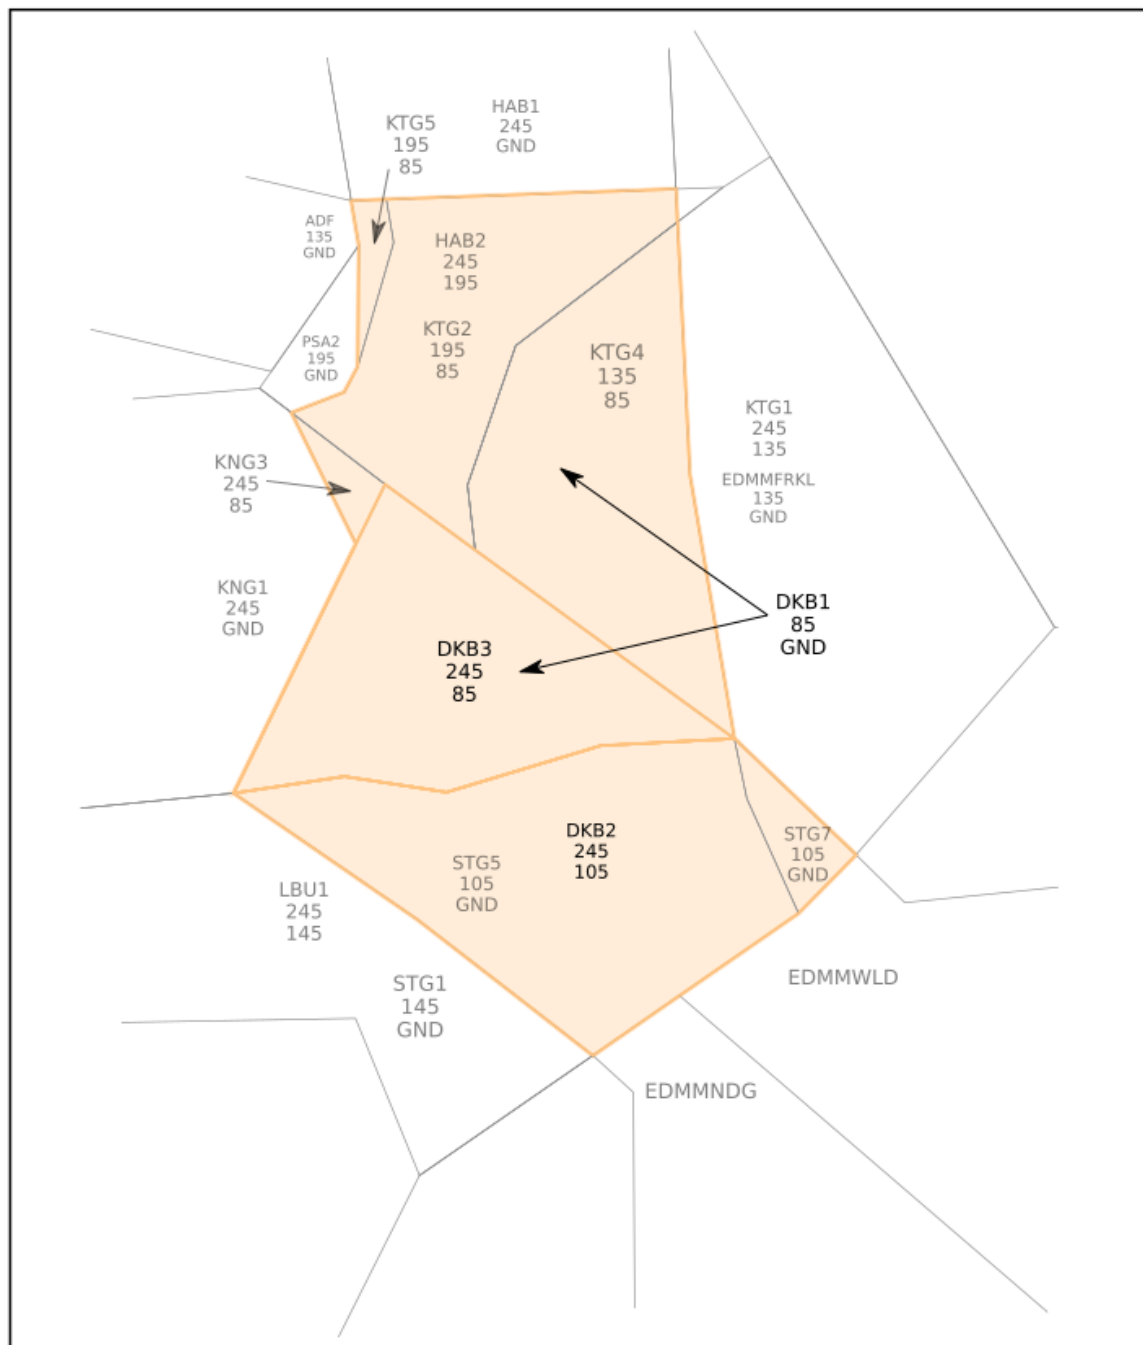 HAB1
245
GND
KTG5
195
85
ADF
135
GND
HAB2
245
195
PSA2
195
GND
KTG2
195
85
KTG4
135
85
KTG1
245
135
EDMMFRKL
135
GND
KNG3
245
85
KNG1
245
GND
DKB1
85
GND
DKB3
245
85
DKB2
245
105
STG7
105
GND
STG5
105
GND
LBU1
245
145
STG1
145
GND
EDMMWLD
EDMMNDG